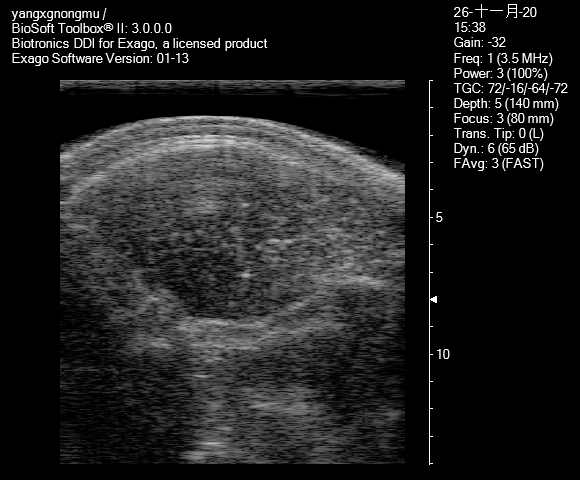 yangxgnongmu /
BioSoft Toolbox® II: 3.0.0.0
Biotronics DDI for Exago, a licensed product
Exago Software Version: 01-13
26-十一月-20
15:38
Gain: -32
Freq: 1 (3.5 MHz)
Power: 3 (100%)
TGC: 72/-16/-64/-72
Depth: 5 (140 mm)
Focus: 3 (80 mm)
Trans. Tip: 0 (L)
Dyn.: 6 (65 dB)
FAvg: 3 (FAST)
5
10